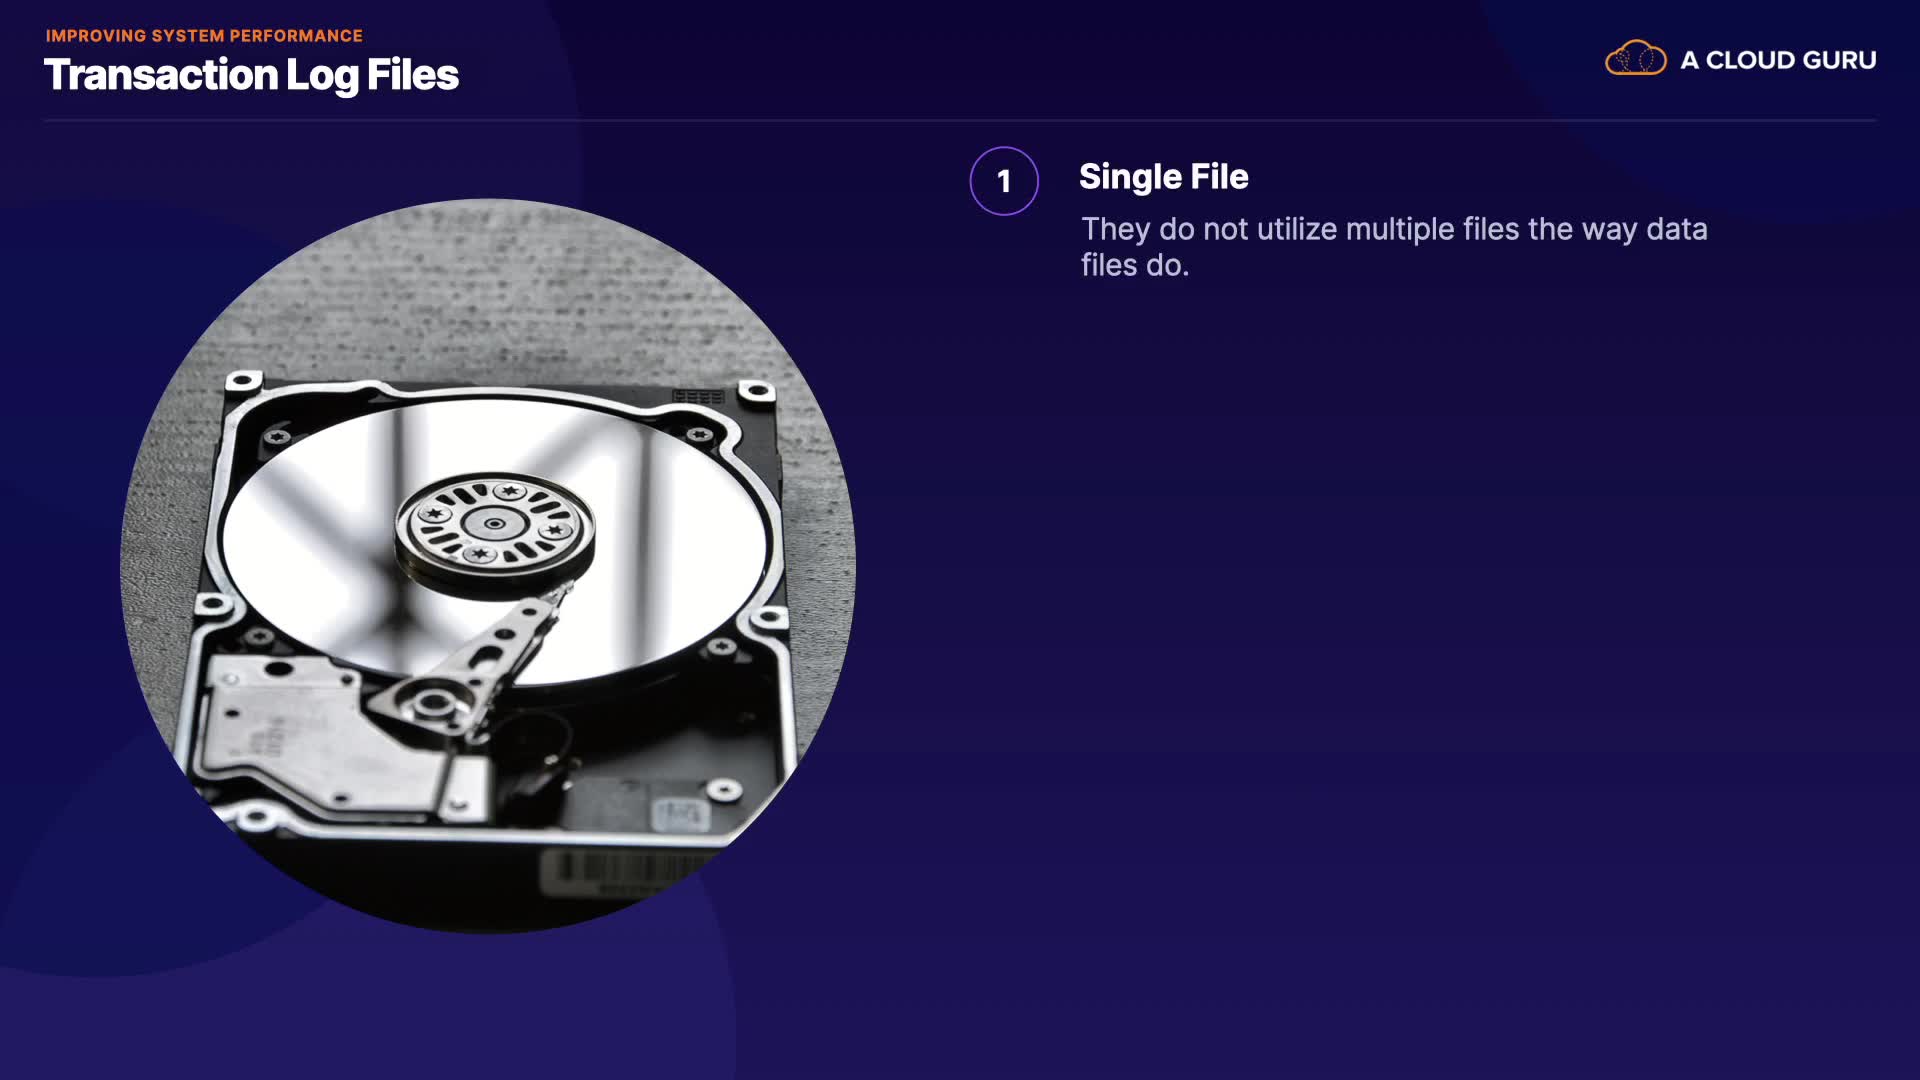 IMPROVING SYSTEM PERFORMANCE
Transaction Log Files
A CLOUD GURU
1
Single File
They do not utilize multiple files the way data
files do.